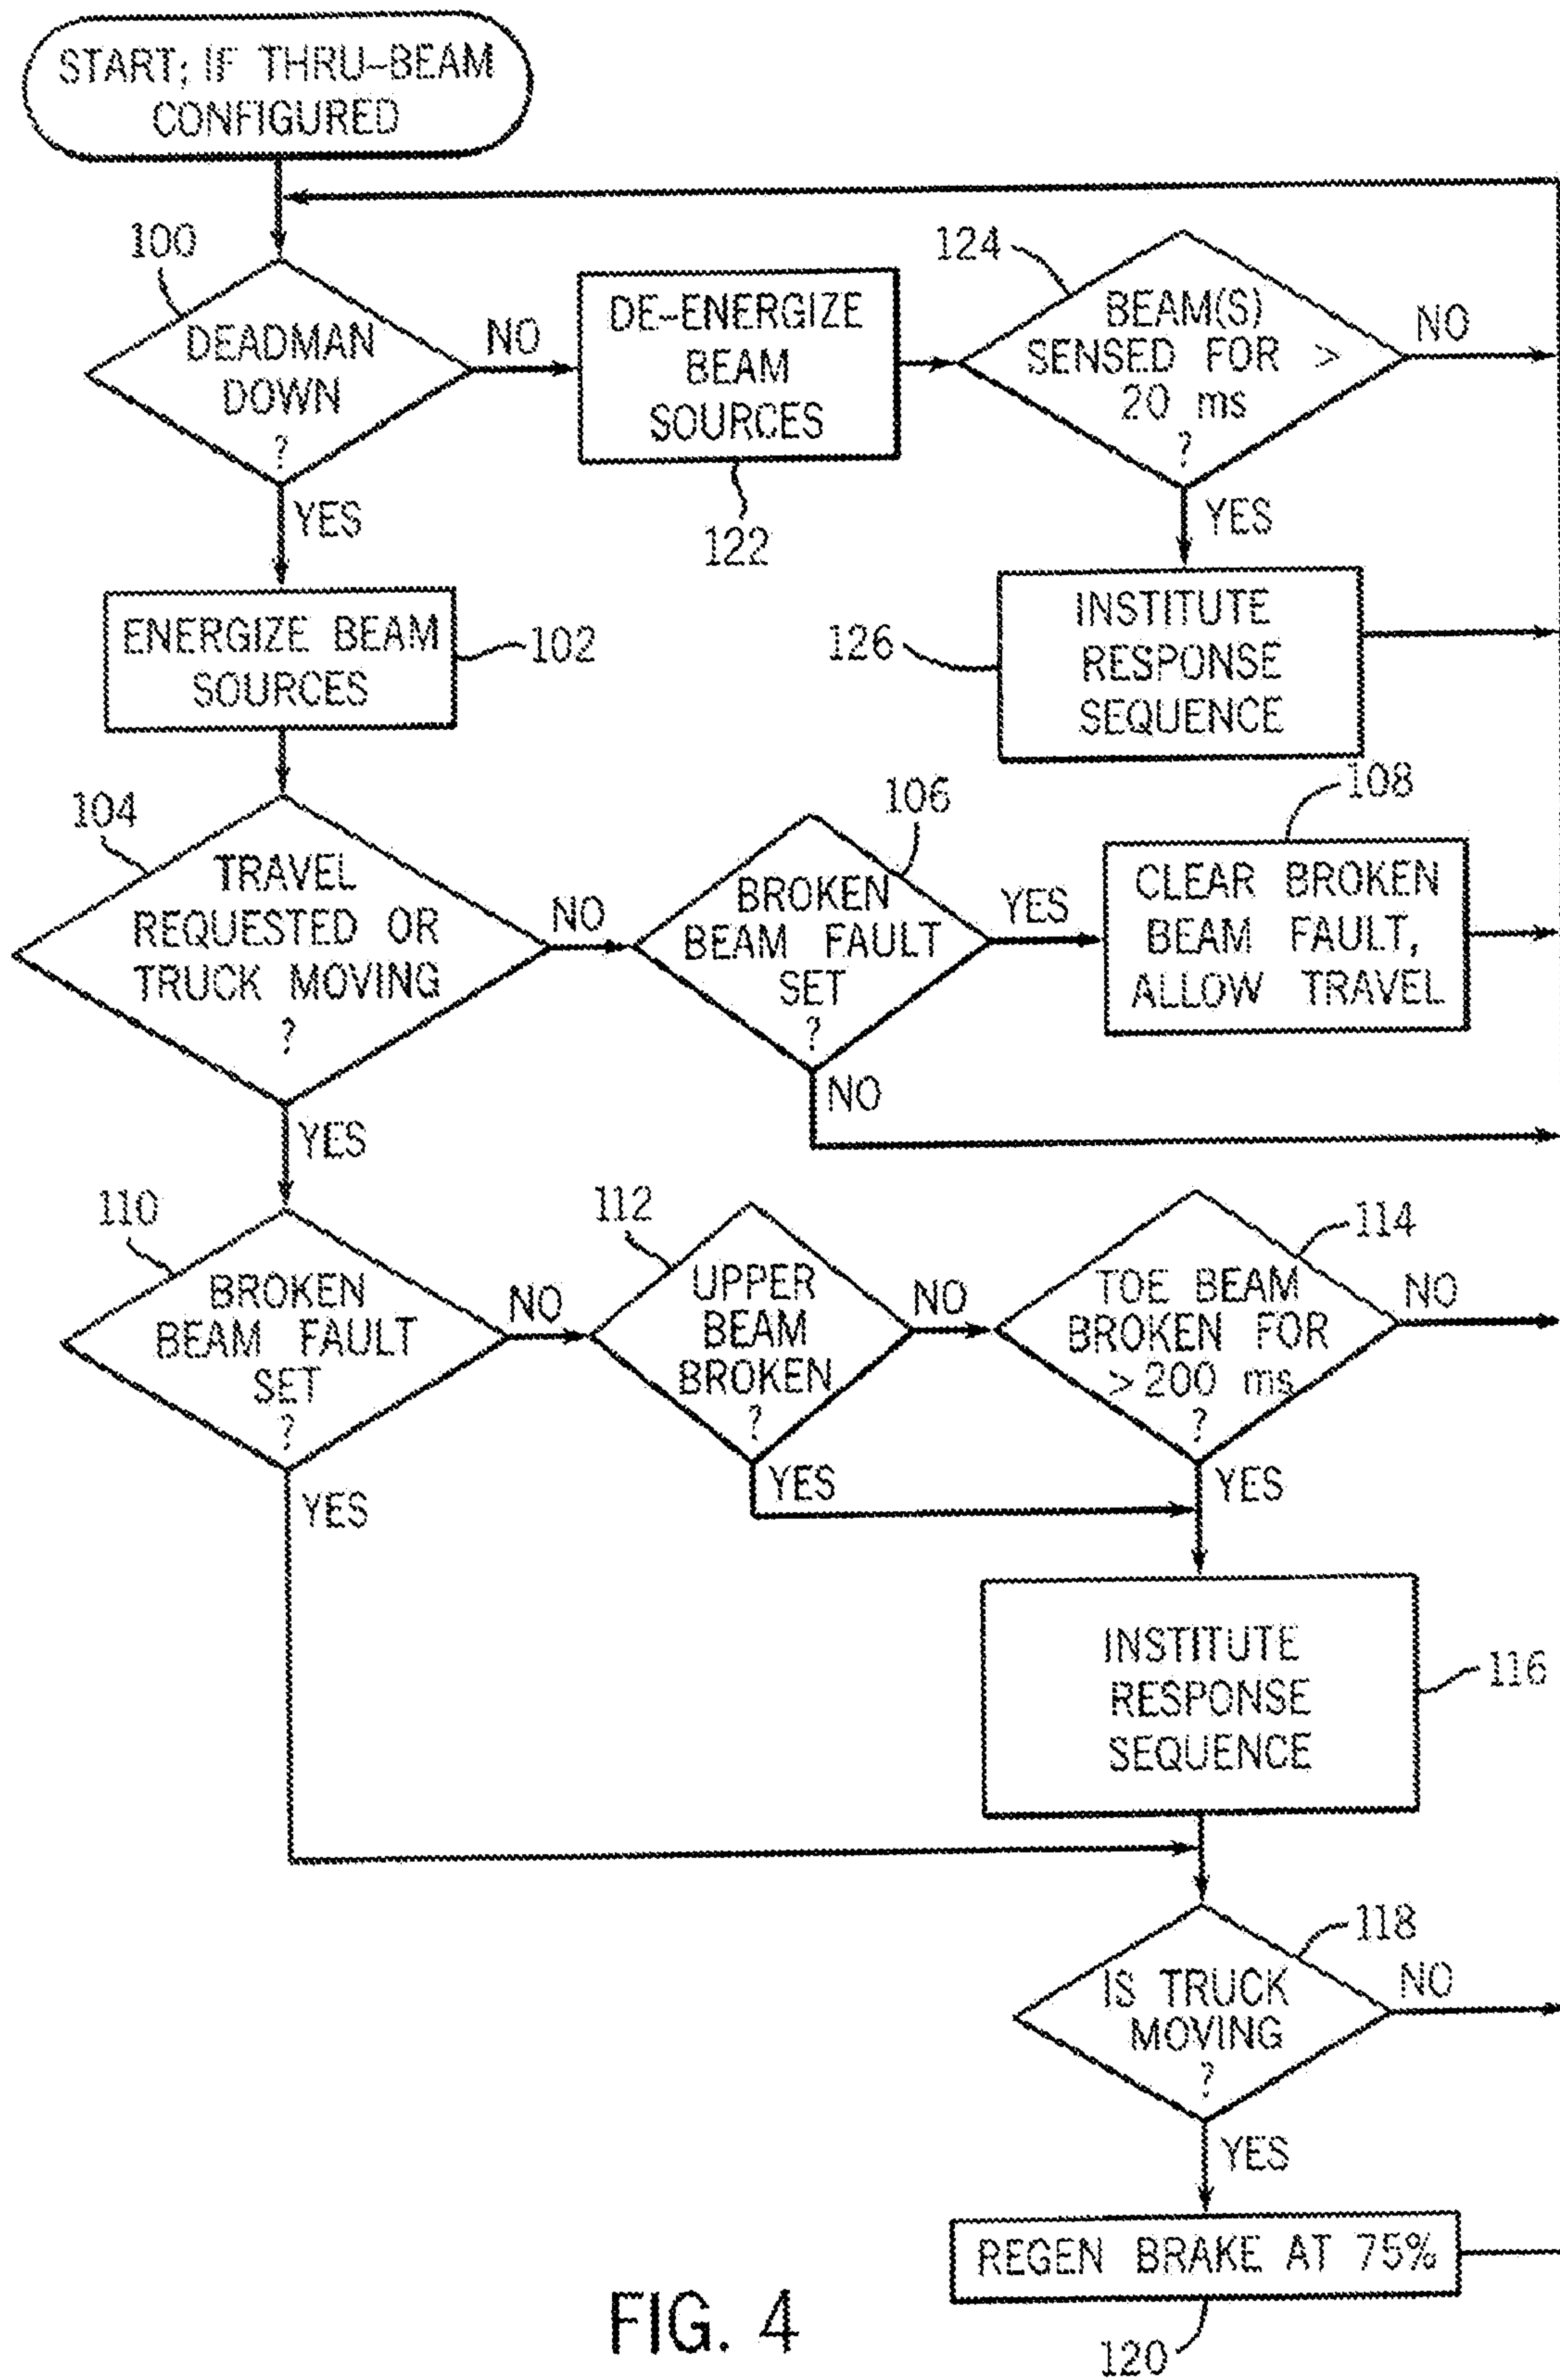 START; IF THRU-BEAM
CONFIGURED
100
DEADMAN
DOWN
?
NO
YES
DE-ENERGIZE
BEAM
SOURCES
122
124
BEAM(S)
SENSED FOR >
20 ms
?
NO
YES
INSTITUTE
RESPONSE
SEQUENCE
126
ENERGIZE BEAM
SOURCES
102
104
TRAVEL
REQUESTED OR
TRUCK MOVING
?
NO
YES
106
BROKEN
BEAM FAULT
SET
?
YES
NO
108
CLEAR BROKEN
BEAM FAULT,
ALLOW TRAVEL
110
BROKEN
BEAM FAULT
SET
?
NO
YES
112
UPPER
BEAM
BROKEN
?
NO
YES
114
TOE BEAM
BROKEN FOR
>200 ms
?
NO
YES
INSTITUTE
RESPONSE
SEQUENCE
116
118
IS TRUCK
MOVING
?
NO
YES
REGEN BRAKE AT 75%
120
FIG. 4